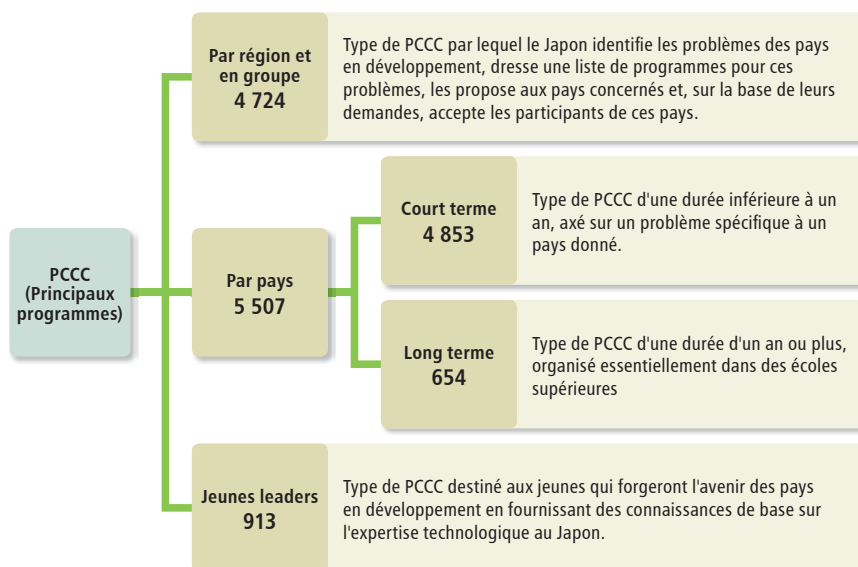 Par région et
en groupe
4 724
Type de PCCC par lequel le Japon identifie les problèmes des pays
en développement, dresse une liste de programmes pour ces
problèmes, les propose aux pays concernés et, sur la base de leurs
demandes, accepte les participants de ces pays.
PCCC
(Principaux
programmes)
Par pays
5 507
Court terme
4 853
Type de PCCC d'une durée inférieure à un
an, axé sur un problème spécifique à un
pays donné.
Long terme
654
Type de PCCC d'une durée d'un an ou plus,
organisé essentiellement dans des écoles
supérieures
Jeunes leaders
913
Type de PCCC destiné aux jeunes qui forgeront l'avenir des pays
en développement en fournissant des connaissances de base sur
l'expertise technologique au Japon.